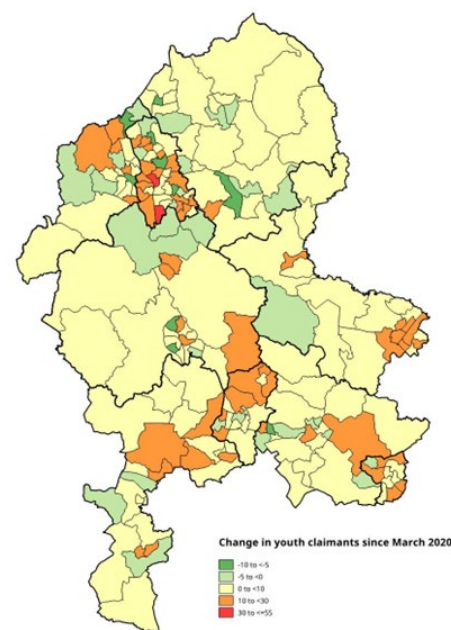 Change in youth claimants since March 2020
-10 to <-5
-5 to <0
0 to <10
10 to <30
30 to <=55